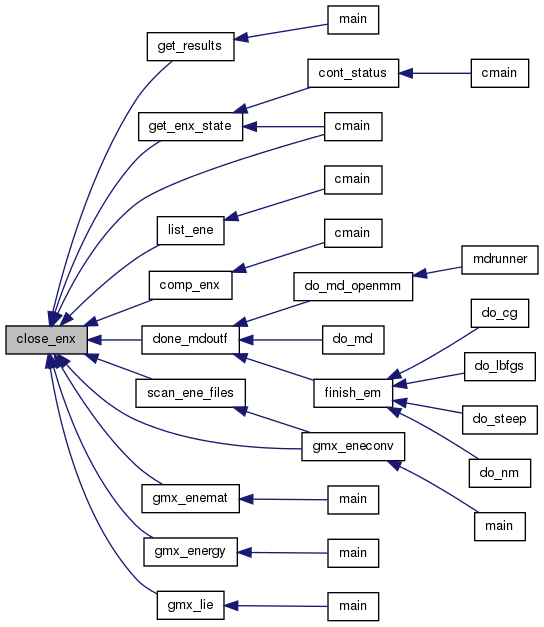 main
get_results
cont_status
cmain
get_enx_state
cmain
cmain
list_ene
cmain
mdrunner
comp_enx
do_md_openmm
do_cg
close_enx
done_mdoutf
do_md
do_lbfgs
scan_ene_files
finish_em
do_steep
gmx_eneconv
do_nm
gmx_enemat
main
main
gmx_energy
main
gmx_lie
main